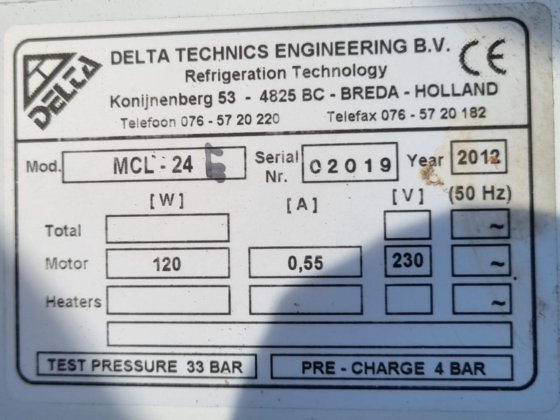 DELTA
DELTA TECHNICS ENGINEERING B.V. CE
Refrigeration Technology
Konijnenberg 53 - 4825 BC - BREDA - HOLLAND
Telefoon 076 - 57 20 220 Telefax 076 - 57 20 182
Mod. MCL - 24 E Serial Nr. 02019 Year 2012
[W] [A] [V] (50 Hz)
Total ~
Motor 120 0,55 230 ~
Heaters ~
TEST PRESSURE 33 BAR PRE - CHARGE 4 BAR